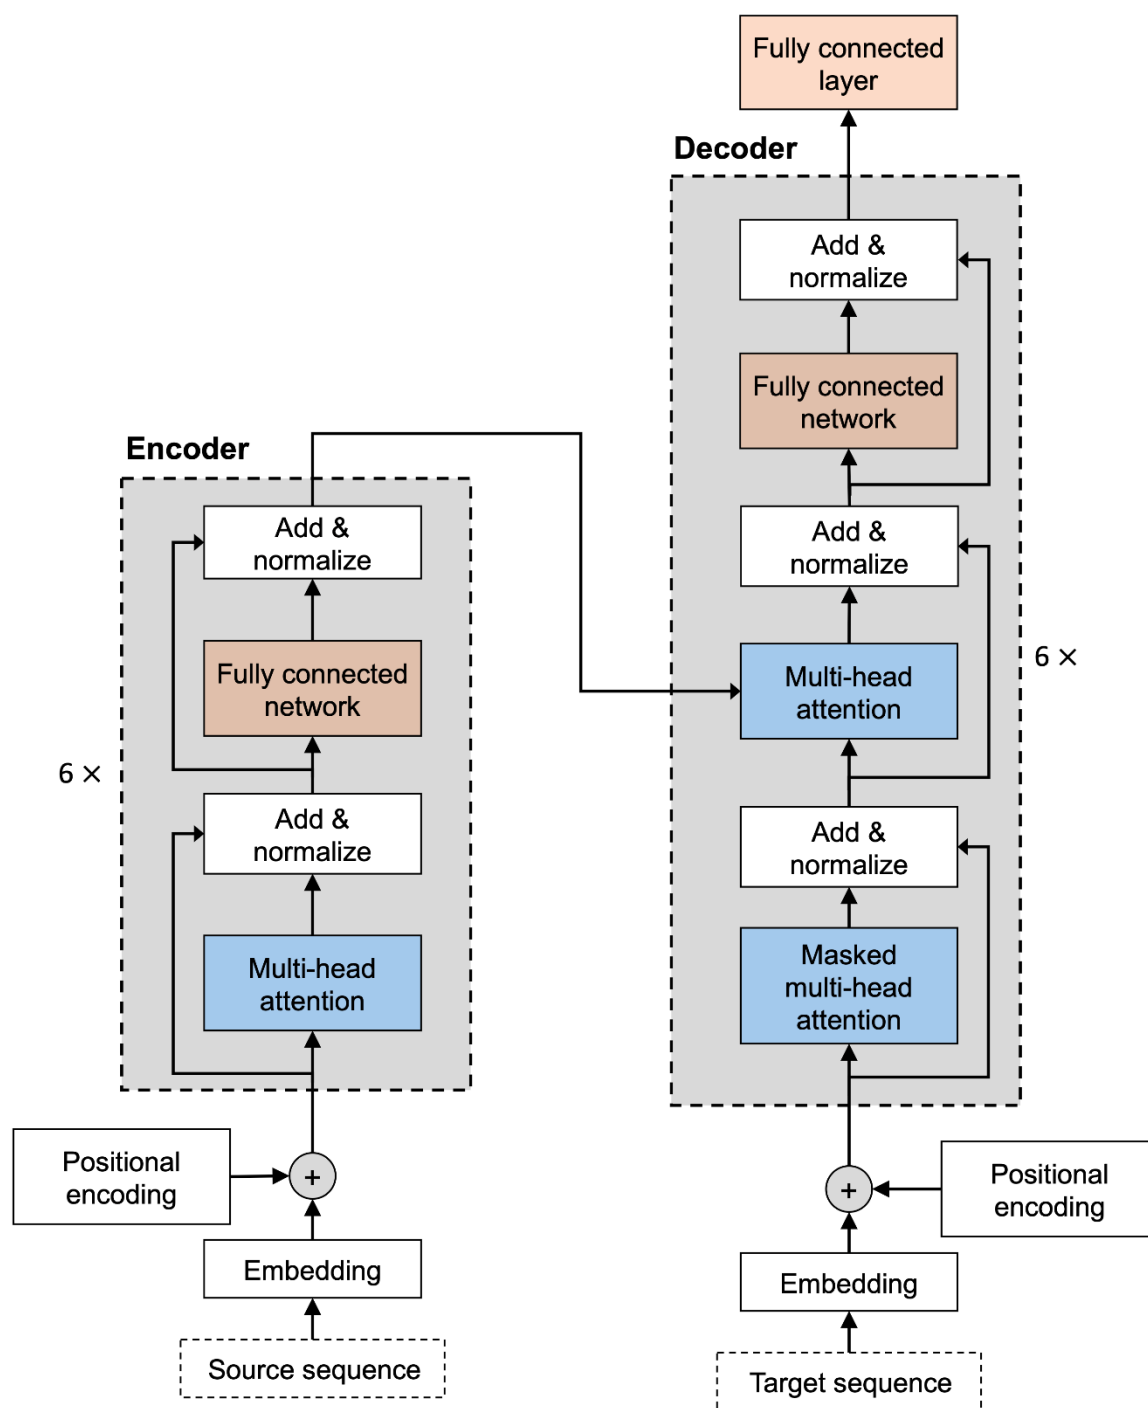 Fully connected
layer
Decoder
Add &
normalize
Fully connected
network
Encoder
Add &
normalize
Add &
normalize
Fully connected
network
Multi-head
attention
6 ×
6 ×
Add &
normalize
Add &
normalize
Multi-head
attention
Masked
multi-head
attention
Positional
encoding
+
Positional
encoding
+
Embedding
Embedding
Source sequence
Target sequence